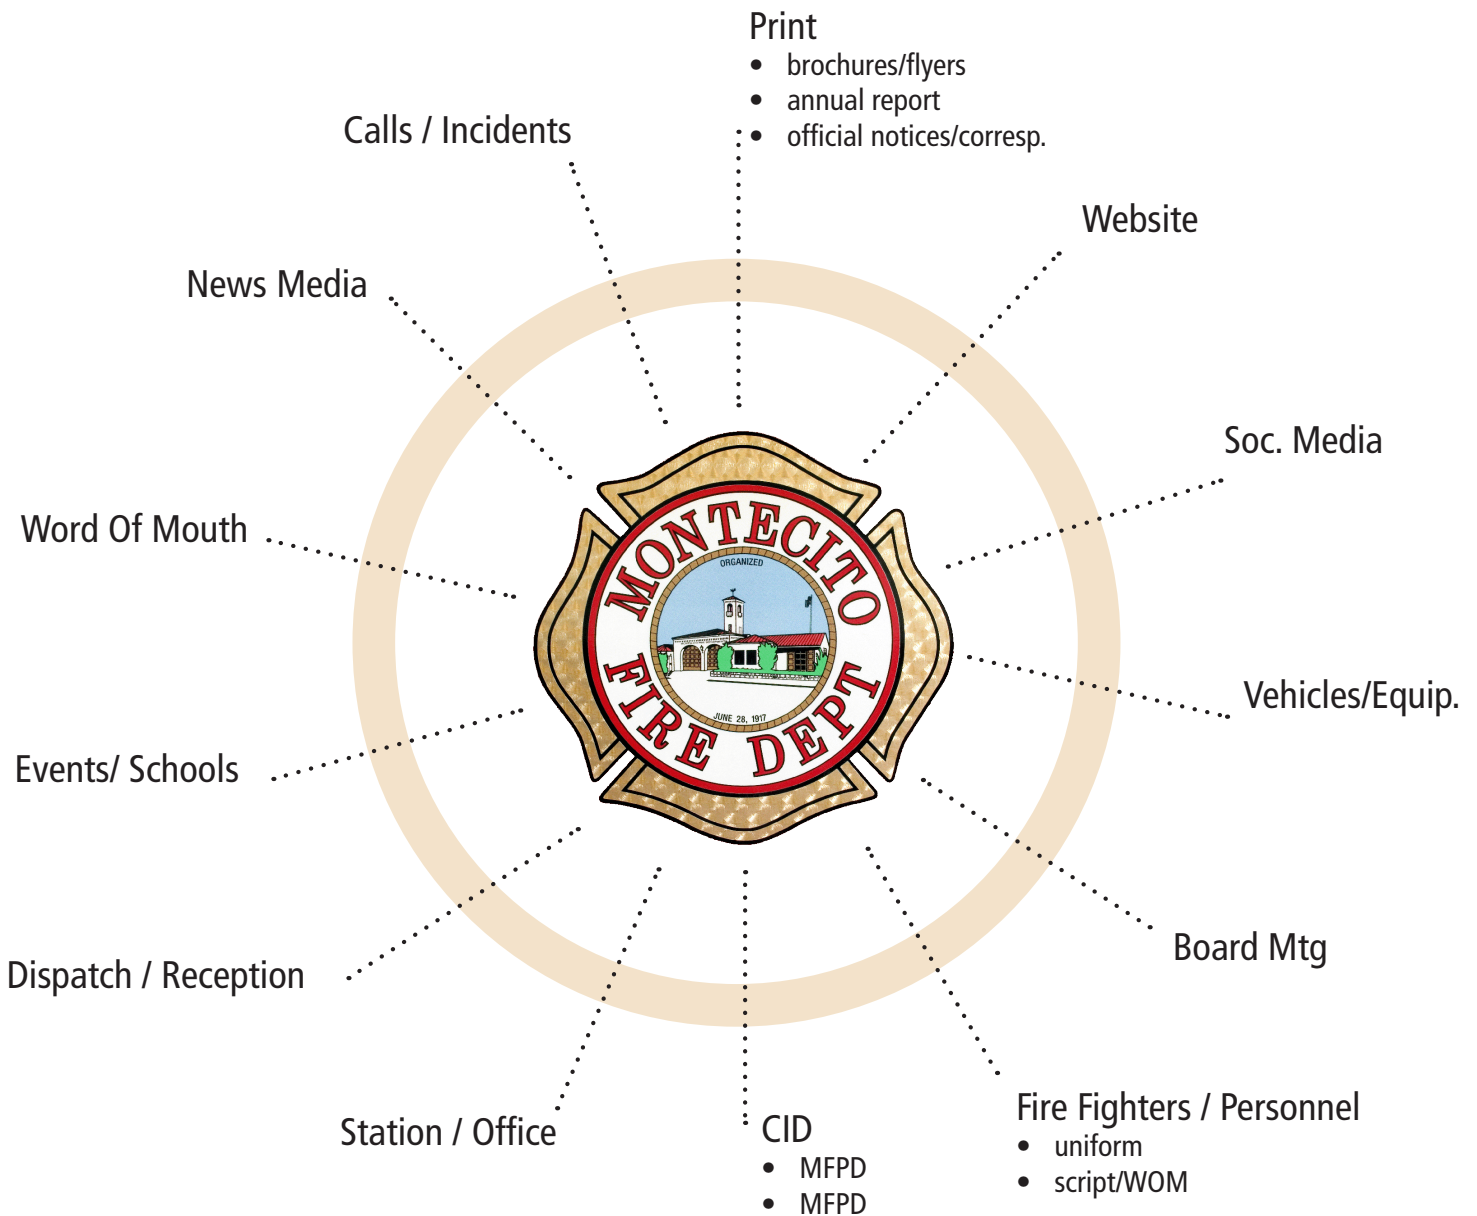 Print
• brochures/flyers
• annual report
• official notices/corresp.
Calls / Incidents
Website
News Media
Soc. Media
Word Of Mouth
MONTECITO
ORGANIZED
JUNE 28, 1917
FIRE DEPT
Vehicles/Equip.
Events/ Schools
Board Mtg
Dispatch / Reception
Fire Fighters / Personnel
• uniform
• script/WOM
Station / Office
CID
• MFPD
• MFPD